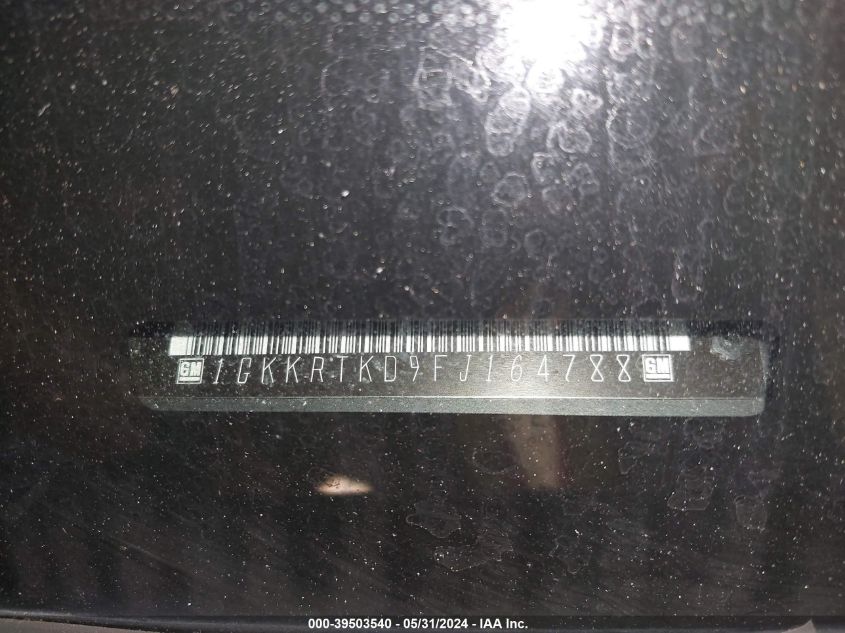 GM 1GKKRTKD9FJ164788 GM
000-39503540 - 05/31/2024 - IAA Inc.